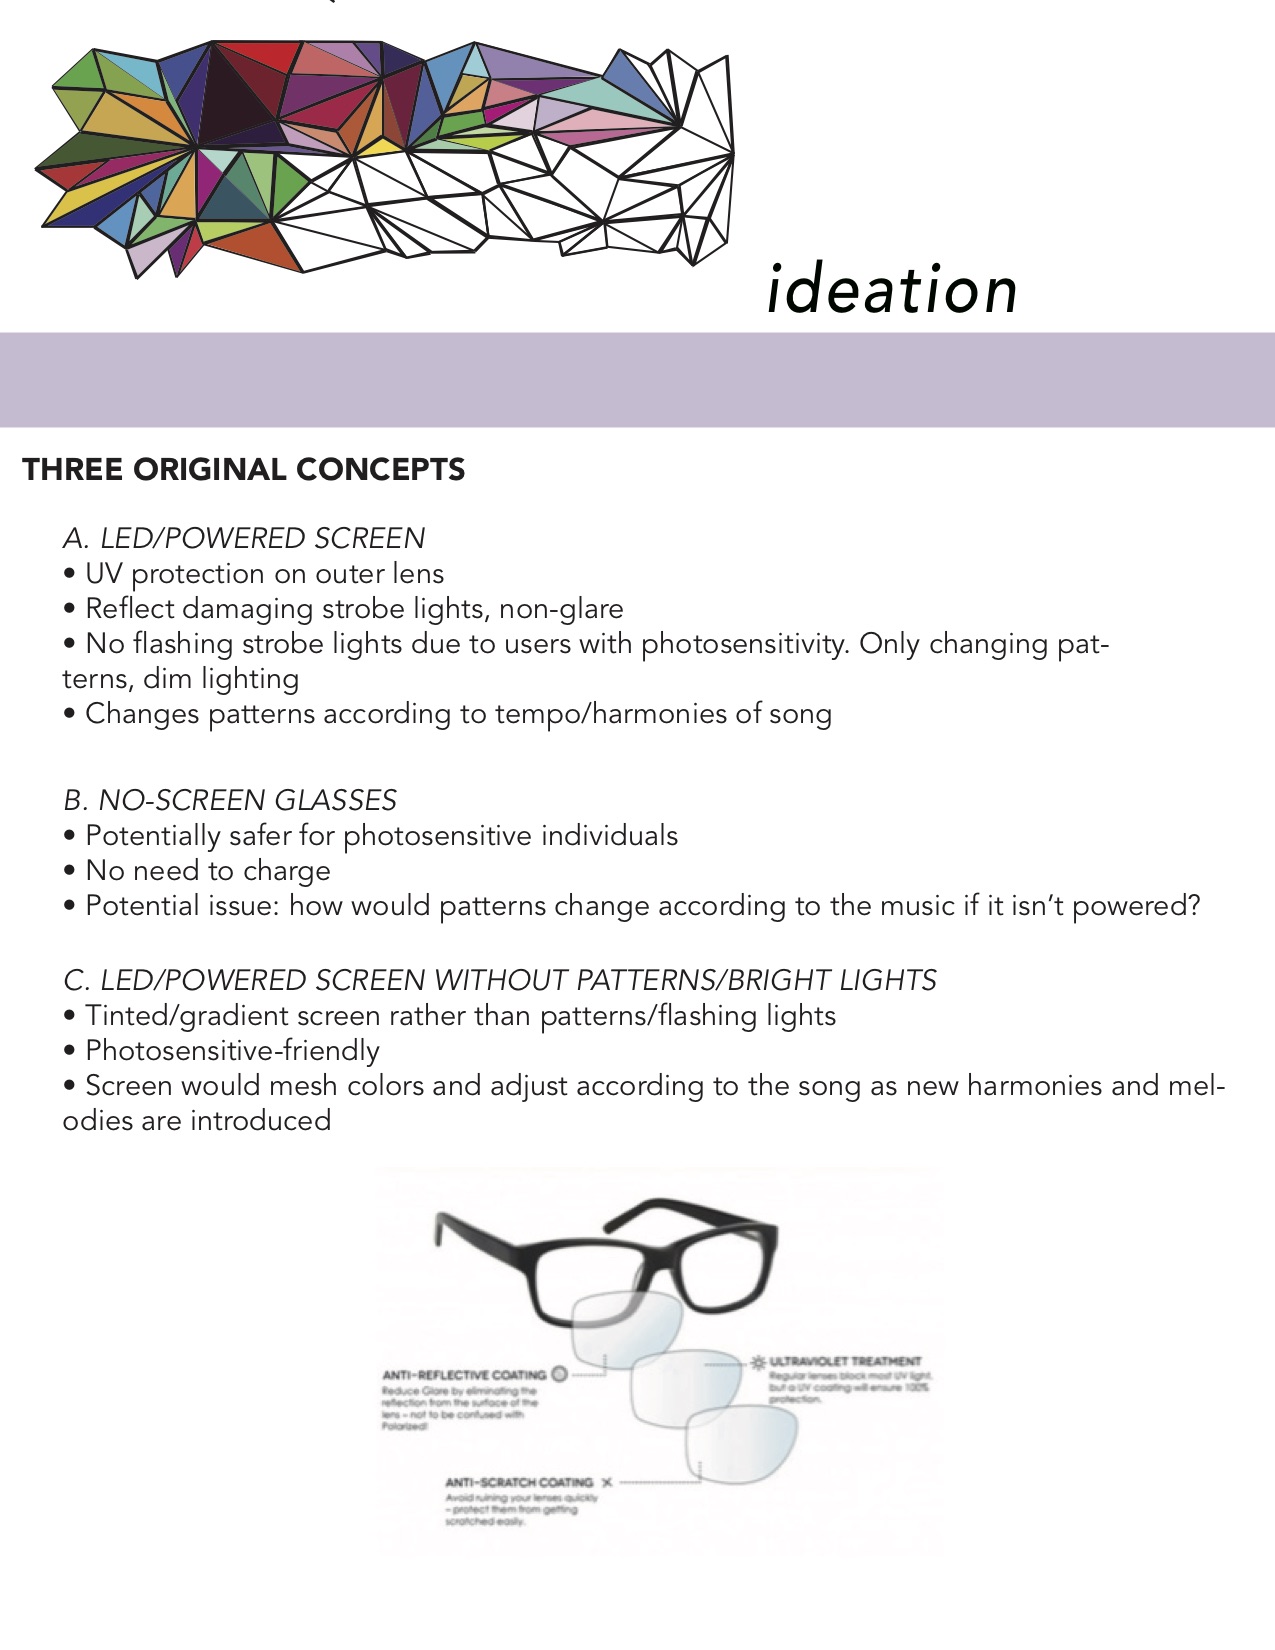 ideation
THREE ORIGINAL CONCEPTS
A. LED/POWERED SCREEN
• UV protection on outer lens
• Reflect damaging strobe lights, non-glare
• No flashing strobe lights due to users with photosensitivity. Only changing pat-
terns, dim lighting
• Changes patterns according to tempo/harmonies of song
B. NO-SCREEN GLASSES
• Potentially safer for photosensitive individuals
• No need to charge
• Potential issue: how would patterns change according to the music if it isn't powered?
C. LED/POWERED SCREEN WITHOUT PATTERNS/BRIGHT LIGHTS
• Tinted/gradient screen rather than patterns/flashing lights
• Photosensitive-friendly
• Screen would mesh colors and adjust according to the song as new harmonies and mel-
odies are introduced
ANTI-REFLECTIVE COATING
Reduce Glare by eliminating the
reflection from the surface of the
lens – not to be confused with
Polarized!
ULTRAVIOLET TREATMENT
Regular lenses block most UV light,
but a UV coating will ensure 100%
protection.
ANTI-SCRATCH COATING
Avoid ruining your lenses quickly
– protect them from getting
scratched easily.